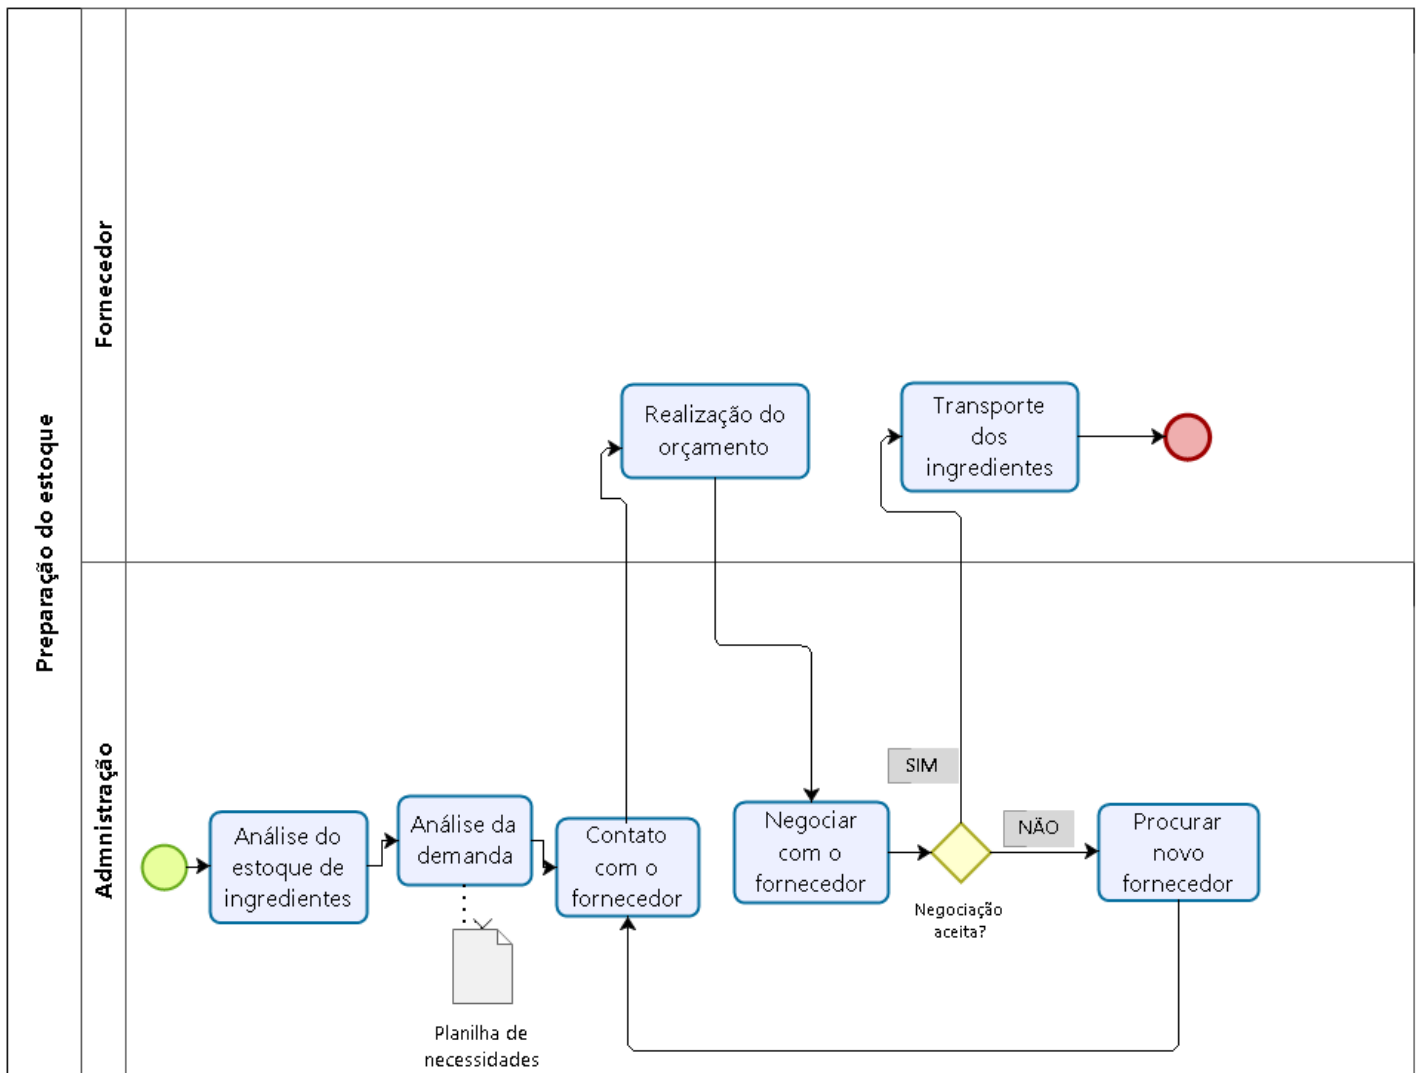 Preparação do estoque
Fornecedor
Realização do
orçamento
Transporte
dos
ingredientes
Admnistração
Análise do
estoque de
ingredientes
Análise da
demanda
Planilha de
necessidades
Contato
com o
fornecedor
Negociar
com o
fornecedor
SIM
Negociação
aceita?
NÃO
Procurar
novo
fornecedor